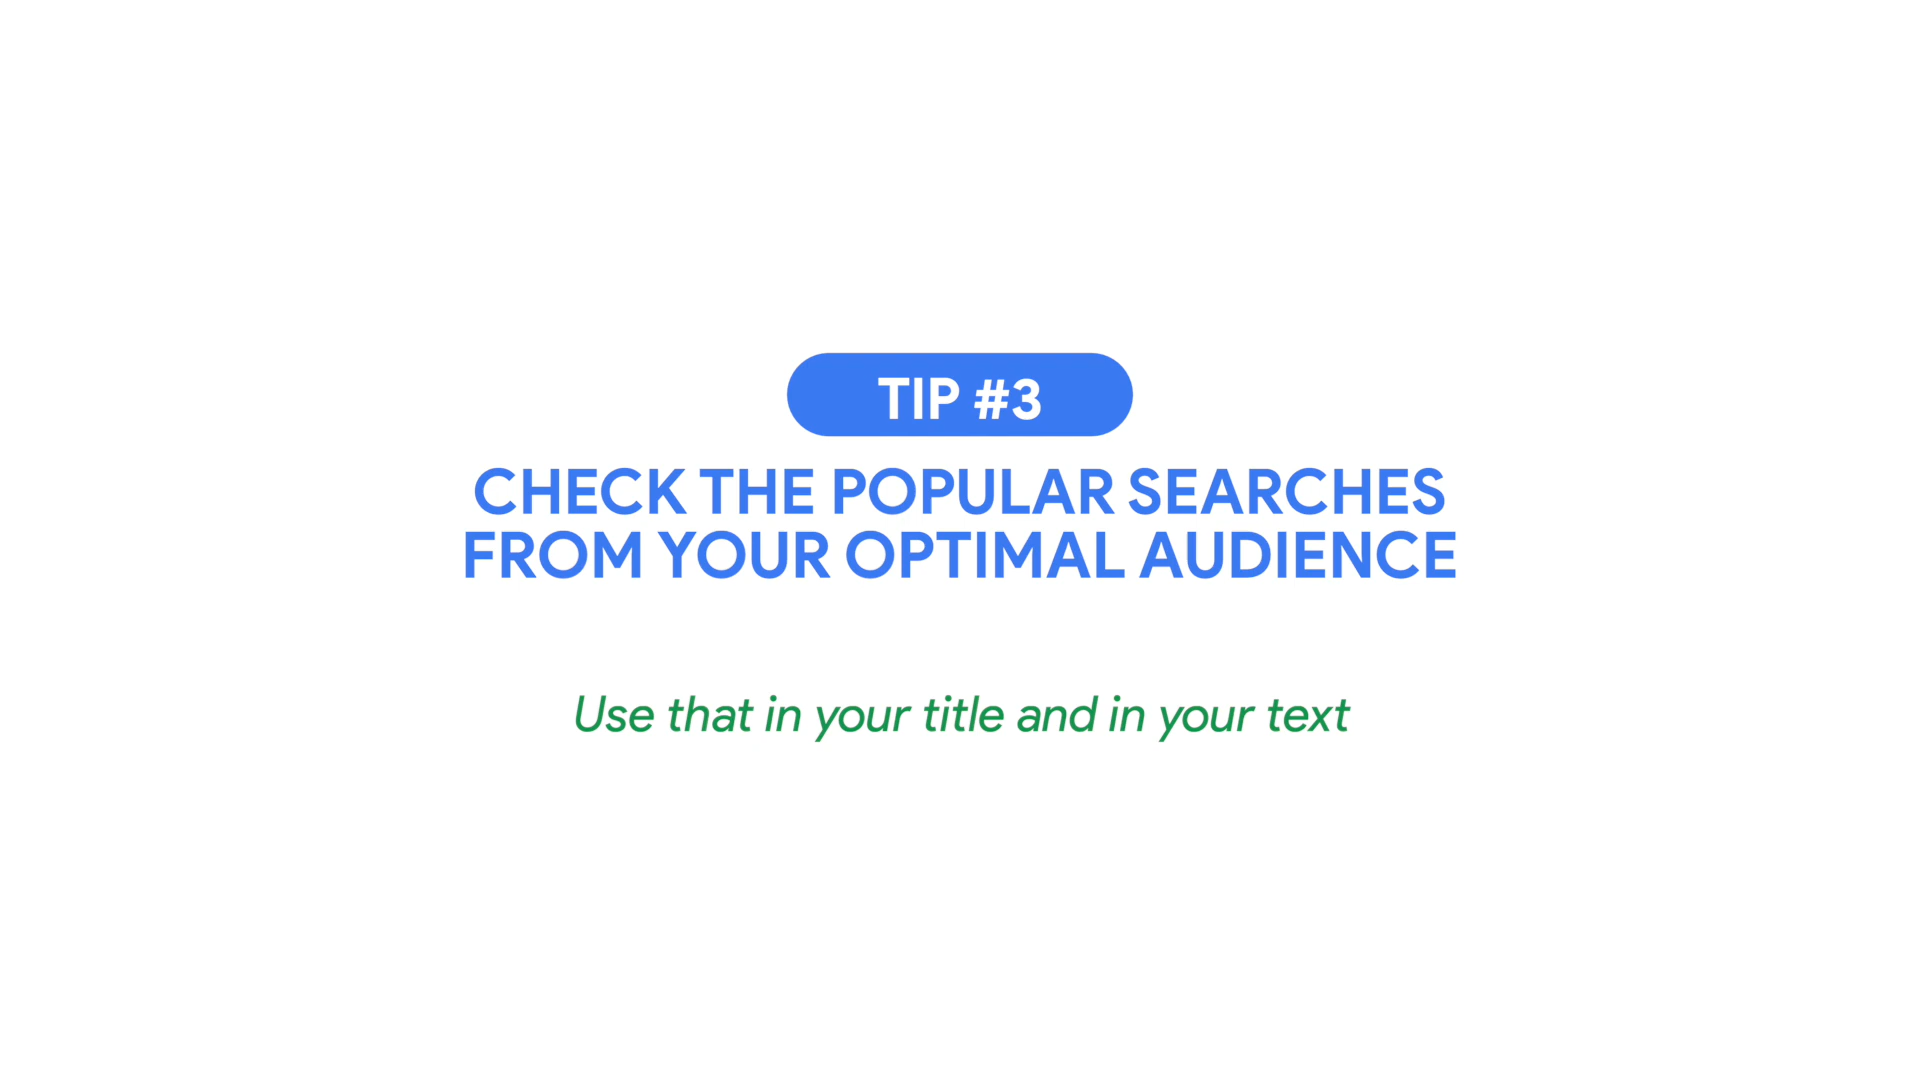 TIP #3
CHECK THE POPULAR SEARCHES
FROM YOUR OPTIMAL AUDIENCE
Use that in your title and in your text